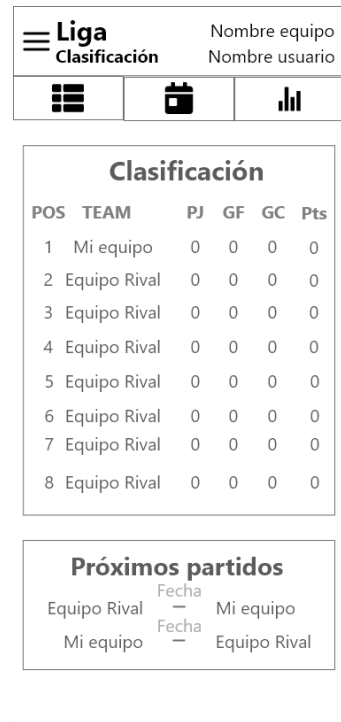 Liga
Clasificación
Nombre equipo
Nombre usuario
Clasificación
POS TEAM PJ GF GC Pts
1 Mi equipo 0 0 0 0
2 Equipo Rival 0 0 0 0
3 Equipo Rival 0 0 0 0
4 Equipo Rival 0 0 0 0
5 Equipo Rival 0 0 0 0
6 Equipo Rival 0 0 0 0
7 Equipo Rival 0 0 0 0
8 Equipo Rival 0 0 0 0
Próximos partidos
Fecha
Equipo Rival – Mi equipo
Fecha
Mi equipo – Equipo Rival